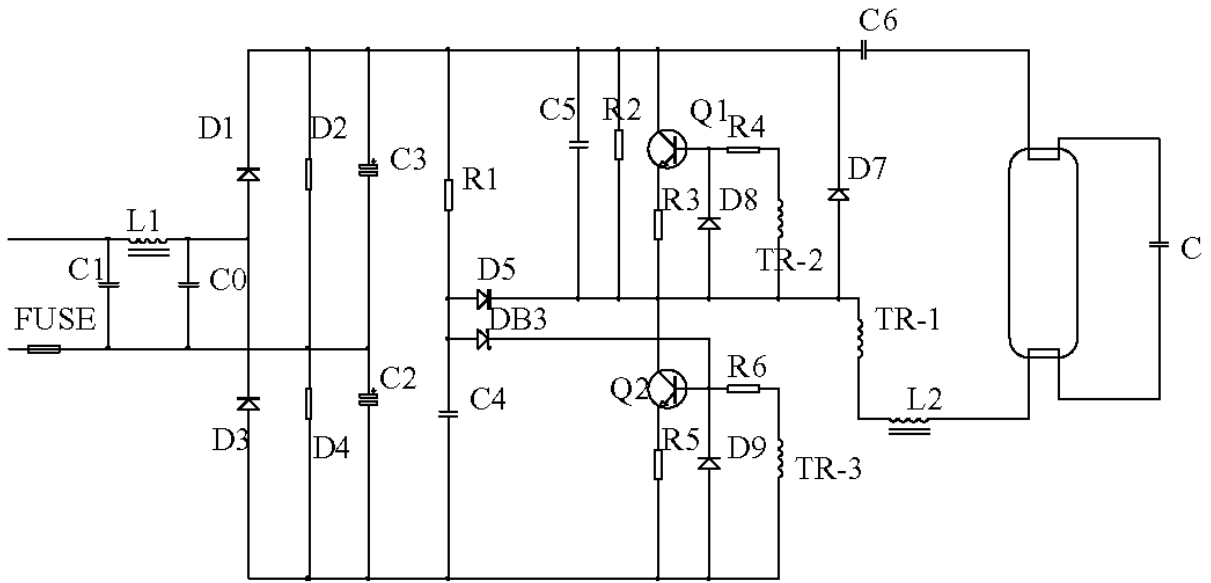 C6
D1
D2
C5
R2
Q1
R4
C3
R1
D7
R3
D8
L1
C1
C0
TR-2
C
D5
FUSE
DB3
TR-1
C2
Q2
R6
C4
L2
D3
D4
R5
D9
TR-3